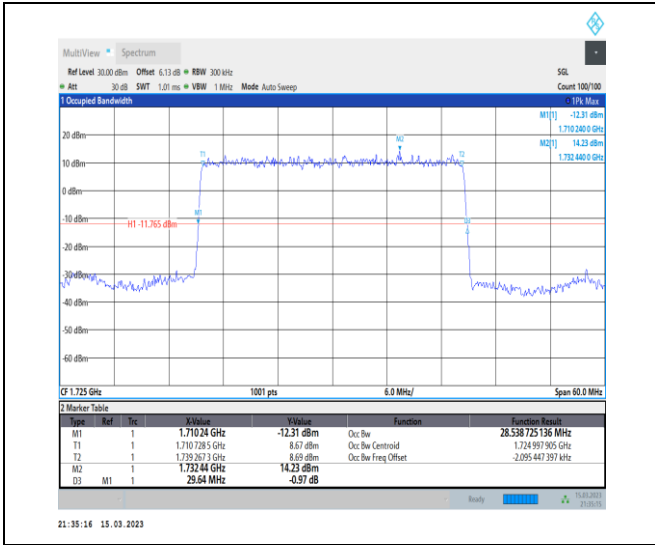 MultiView Spectrum
Ref Level 30.00 dBm Offset 6.13 dB RBW 300 kHz SGL
Att 30 dB SWT 1.01 ms VBW 1 MHz Mode Auto Sweep Count 100/100
1 Occupied Bandwidth 1Pk Max
M1[1] -12.31 dBm
1.710 240 0 GHz
M2[1] 14.23 dBm
1.732 440 0 GHz
20 dBm
M2
T1 T2
10 dBm
0 dBm
M1
-10 dBm
H1 -11.765 dBm
-20 dBm
-30 dBm
-40 dBm
-50 dBm
-60 dBm
CF 1.725 GHz 1001 pts 6.0 MHz/ Span 60.0 MHz
2 Marker Table
Type Ref Trc X-Value Y-Value Function Function Result
M1 1 1.71024 GHz -12.31 dBm Occ Bw 28.538 725 136 MHz
T1 1 1.710 728 5 GHz 8.67 dBm Occ Bw Centroid 1.724 997 905 GHz
T2 1 1.739 267 3 GHz 8.69 dBm Occ Bw Freq Offset -2.095 447 397 kHz
M2 1 1.732 44 GHz 14.23 dBm
D3 M1 1 29.64 MHz -0.97 dB
Ready 15.03.2023
21:35:15
21:35:16 15.03.2023